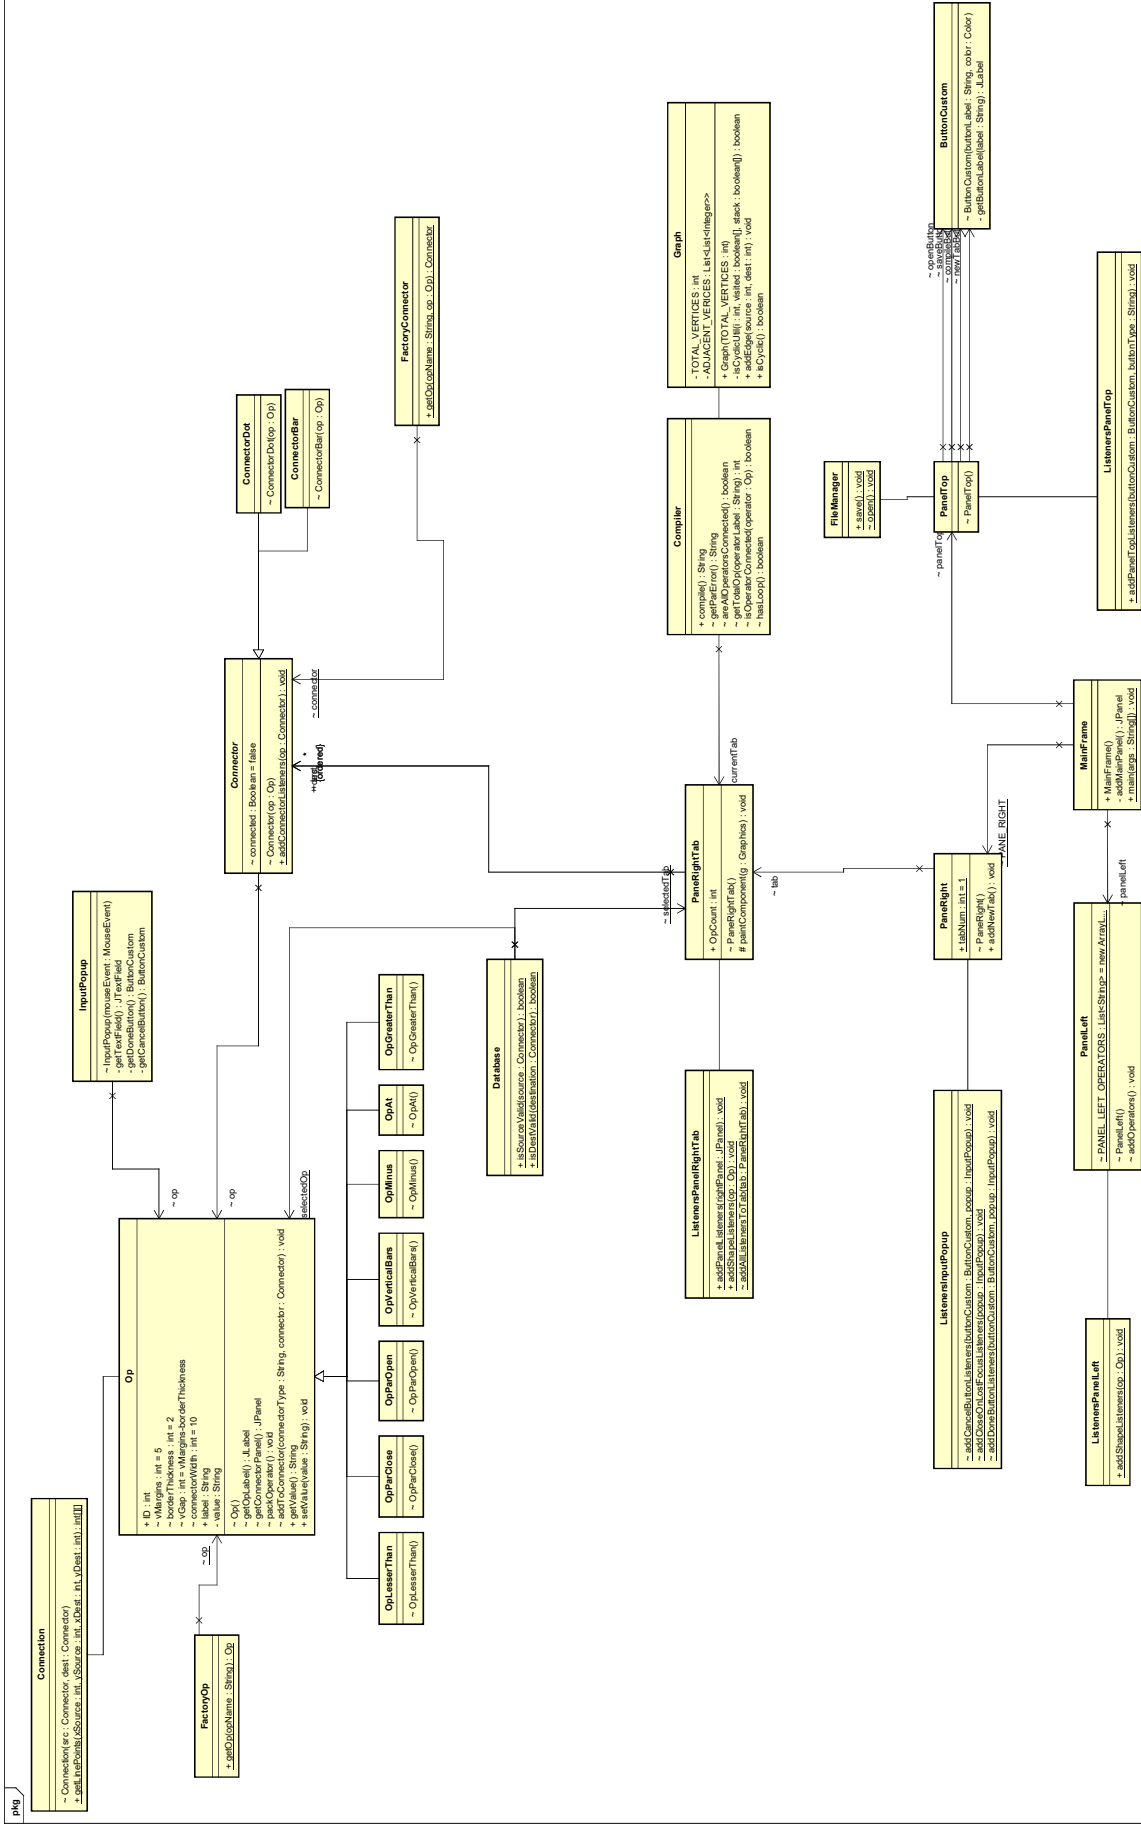 pkg
Connection
~ Connection(src : Connector, dest : Connector)
+ getLinePoints(xSource : int, ySource : int, xDest : int, yDest : int) : int[][]
InputPopup
~ InputPopup(mouseEvent : MouseEvent)
- getTextField() : JTextField
- getDoneButton() : ButtonCustom
- getCancelButton() : ButtonCustom
FactoryOp
+ getOp(opName : String) : Op
~ op
Op
+ ID : int
~ vMargins : int = 5
~ borderThickness : int = 2
~ vGap : int = vMargins-borderThickness
~ connectorWidth : int = 10
+ label : String
- value : String
~ Op()
~ getOpLabel() : JLabel
~ getConnectorPanel() : JPanel
~ packOperator() : void
~ addToConnector(connectorType : String, connector : Connector) : void
+ getValue() : String
+ setValue(value : String) : void
~ op
~ op
selectedOp
Connector
~ connected : Boolean = false
~ Connector(op : Op)
+ addConnectorListeners(op : Connector) : void
~ connector
*
{ordered}
ConnectorDot
~ ConnectorDot(op : Op)
ConnectorBar
~ ConnectorBar(op : Op)
FactoryConnector
+ getOp(opName : String, op : Op) : Connector
OpLesserThan
~ OpLesserThan()
OpParClose
~ OpParClose()
OpParOpen
~ OpParOpen()
OpVerticalBars
~ OpVerticalBars()
OpMinus
~ OpMinus()
OpAt
~ OpAt()
OpGreaterThan
~ OpGreaterThan()
Database
+ isSourceValid(source : Connector) : boolean
+ isDestValid(destination : Connector) : boolean
~ selectedTab
ListenersPanelRightTab
+ addPanelListeners(rightPanel : JPanel) : void
+ addShapeListeners(op : Op) : void
~ addAllListenersToTab(tab : PaneRightTab) : void
PaneRightTab
+ OpCount : int
~ PaneRightTab()
# paintComponent(g : Graphics) : void
currentTab
~ tab
Compiler
+ compile() : String
~ getParError() : String
~ areAllOperatorsConnected() : boolean
~ getTotalOp(operatorLabel : String) : int
~ isOperatorConnected(operator : Op) : boolean
~ hasLoop() : boolean
Graph
- TOTAL_VERTICES : int
- ADJACENT_VERICES : List<List<Integer>>
+ Graph(TOTAL_VERTICES : int)
- isCyclicUtil(i : int, visited : boolean[], stack : boolean[]) : boolean
+ addEdge(source : int, dest : int) : void
+ isCyclic() : boolean
FileManager
+ save() : void
~ open() : void
ListenersInputPopup
~ addCancelButtonListeners(buttonCustom : ButtonCustom, popup : InputPopup) : void
~ addCloseOnLostFocusListeners(popup : InputPopup) : void
~ addDoneButtonListeners(buttonCustom : ButtonCustom, popup : InputPopup) : void
PaneRight
+ tabNum : int = 1
~ PaneRight()
+ addNewTab() : void
PANE_RIGHT
PanelTop
~ PanelTop()
~ panelTop
ButtonCustom
~ ButtonCustom(buttonLabel : String, color : Color)
- getButtonLabel(label : String) : JLabel
~ openButton
ListenersPanelLeft
+ addShapeListeners(op : Op) : void
PanelLeft
~ PANEL_LEFT_OPERATORS : List<String> = new ArrayL...
~ PanelLeft()
~ addOperators() : void
~ panelLeft
MainFrame
+ MainFrame()
- addMainPanel() : JPanel
+ main(args : String[]) : void
ListenersPanelTop
+ addPanelTopListeners(buttonCustom : ButtonCustom, buttonType : String) : void